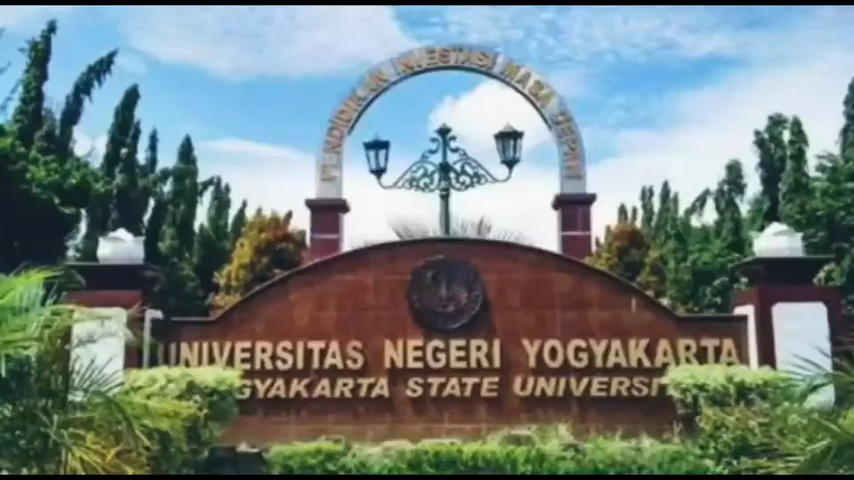 PENDIDIKAN INVESTASI MASA DEPAN
UNIVERSITAS NEGERI YOGYAKARTA
YOGYAKARTA STATE UNIVERSITY